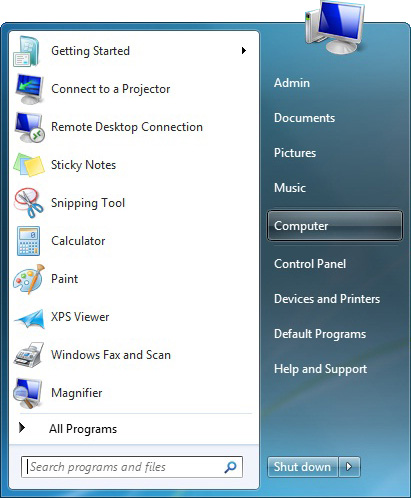 Getting Started
Connect to a Projector
Remote Desktop Connection
Sticky Notes
Snipping Tool
Calculator
Paint
XPS Viewer
Windows Fax and Scan
Magnifier
All Programs
Search programs and files
Admin
Documents
Pictures
Music
Computer
Control Panel
Devices and Printers
Default Programs
Help and Support
Shut down